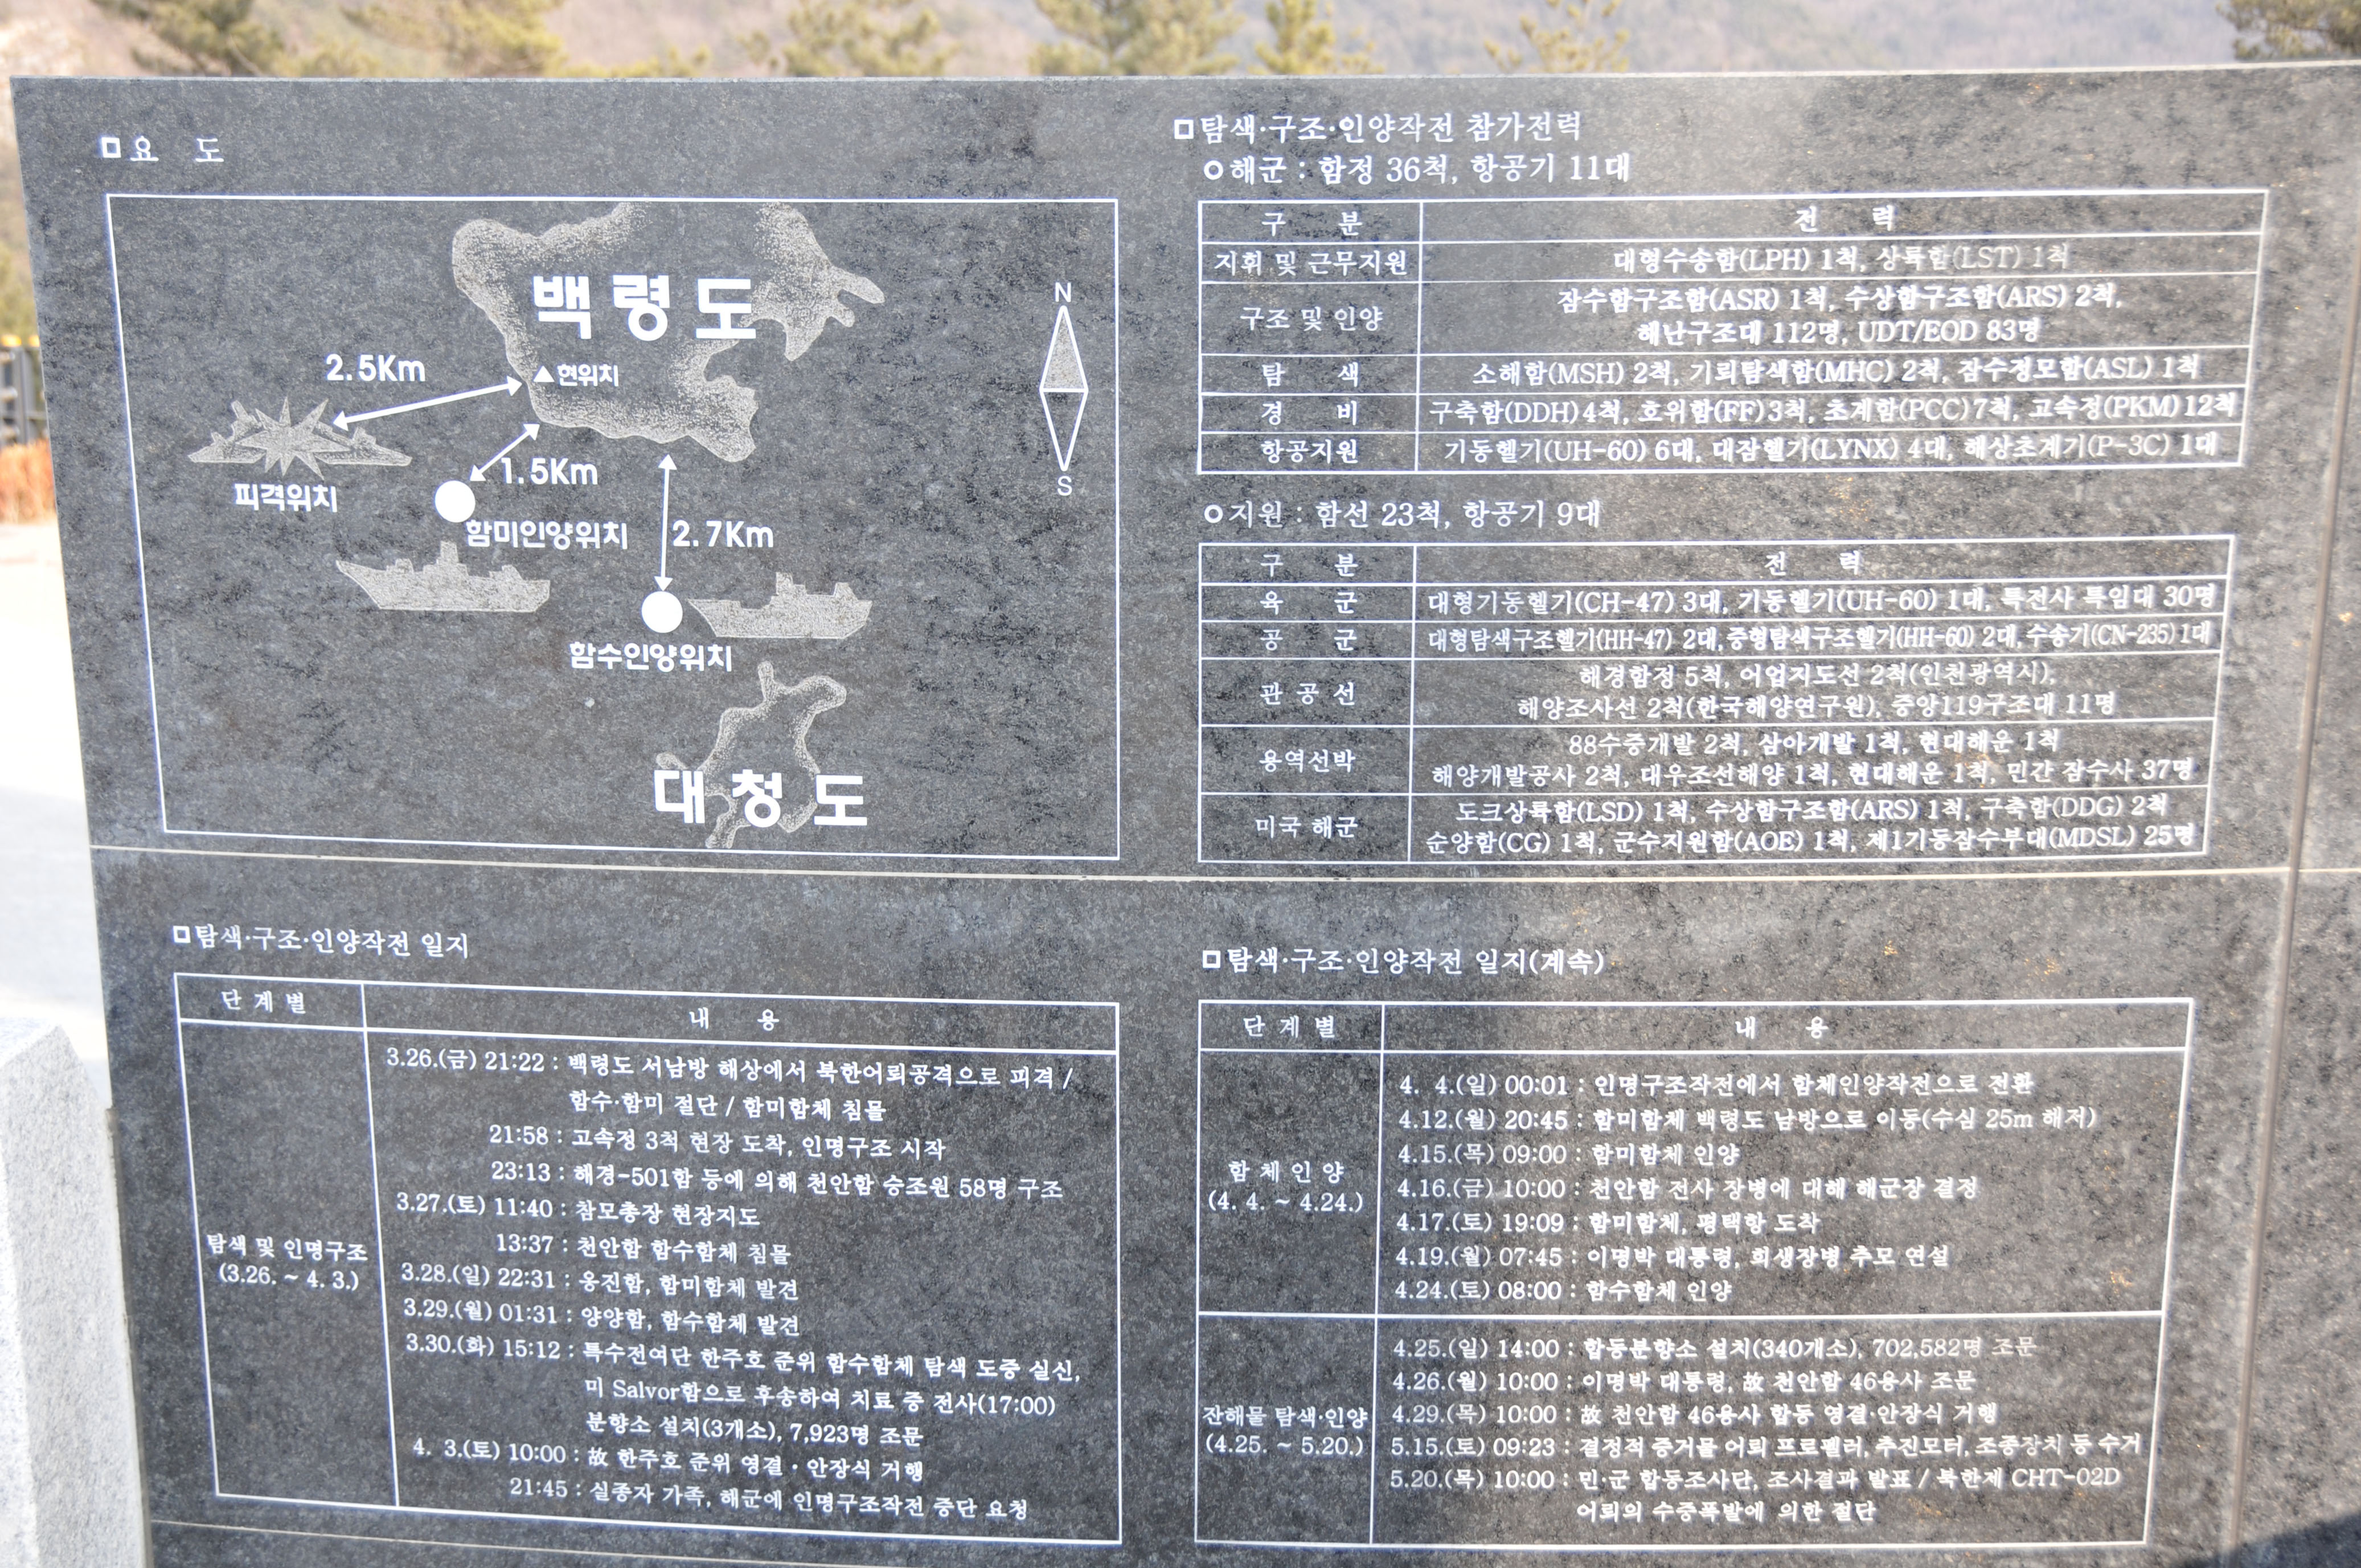 요 도
백령도
N
2.5Km
현위치
1.5Km
S
피격위치
함미인양위치
2.7Km
함수인양위치
대청도
탐색·구조·인양작전 참가전력
해군 : 함정 36척, 항공기 11대
구 분 전 력
지휘 및 근무지원 대형수송함(LPH) 1척, 상륙함(LST) 1척
구조 및 인양 잠수함구조함(ASR) 1척, 수상함구조함(ARS) 2척,
해난구조대 112명, UDT/EOD 83명
탐 색 소해함(MSH) 2척, 기뢰탐색함(MHC) 2척, 잠수정모함(ASL) 1척
경 비 구축함(DDH) 4척, 호위함(FF) 3척, 초계함(PCC) 7척, 고속정(PKM) 12척
항공지원 기동헬기(UH-60) 6대, 대잠헬기(LYNX) 4대, 해상초계기(P-3C) 1대
지원 : 함선 23척, 항공기 9대
구 분 전 력
육 군 대형기동헬기(CH-47) 3대, 기동헬기(UH-60) 1대, 특전사 특임대 30명
공 군 대형탐색구조헬기(HH-47) 2대, 중형탐색구조헬기(HH-60) 2대, 수송기(CN-235) 1대
관 공 선 해경함정 5척, 어업지도선 2척(인천광역시),
해양조사선 2척(한국해양연구원), 중앙119구조대 11명
용역선박 88수중개발 2척, 삼아개발 1척, 현대해운 1척
해양개발공사 2척, 대우조선해양 1척, 현대해운 1척, 민간 잠수사 37명
미국 해군 도크상륙함(LSD) 1척, 수상함구조함(ARS) 1척, 구축함(DDG) 2척
순양함(CG) 1척, 군수지원함(AOE) 1척, 제1기동잠수부대(MDSL) 25명
탐색·구조·인양작전 일지
단 계 별 내 용
탐색 및 인명구조
(3.26. ~ 4. 3.)
3.26.(금) 21:22 : 백령도 서남방 해상에서 북한어뢰공격으로 피격 /
함수·함미 절단 / 함미함체 침몰
21:58 : 고속정 3척 현장 도착, 인명구조 시작
23:13 : 해경-501함 등에 의해 천안함 승조원 58명 구조
3.27.(토) 11:40 : 참모총장 현장지도
13:37 : 천안함 함수함체 침몰
3.28.(일) 22:31 : 옹진함, 함미함체 발견
3.29.(월) 01:31 : 양양함, 함수함체 발견
3.30.(화) 15:12 : 특수전여단 한주호 준위 함수함체 탐색 도중 실신,
미 Salvor함으로 후송하여 치료 중 전사(17:00)
분향소 설치(3개소), 7,923명 조문
4. 3.(토) 10:00 : 故 한주호 준위 영결·안장식 거행
21:45 : 실종자 가족, 해군에 인명구조작전 중단 요청
탐색·구조·인양작전 일지(계속)
단 계 별 내 용
함 체 인 양
(4. 4. ~ 4.24.)
4. 4.(일) 00:01 : 인명구조작전에서 함체인양작전으로 전환
4.12.(월) 20:45 : 함미함체 백령도 남방으로 이동(수심 25m 해저)
4.15.(목) 09:00 : 함미함체 인양
4.16.(금) 10:00 : 천안함 전사 장병에 대해 해군장 결정
4.17.(토) 19:09 : 함미함체, 평택항 도착
4.19.(월) 07:45 : 이명박 대통령, 희생장병 추모 연설
4.24.(토) 08:00 : 함수함체 인양
잔해물 탐색·인양
(4.25. ~ 5.20.)
4.25.(일) 14:00 : 합동분향소 설치(340개소), 702,582명 조문
4.26.(월) 10:00 : 이명박 대통령, 故 천안함 46용사 조문
4.29.(목) 10:00 : 故 천안함 46용사 합동 영결·안장식 거행
5.15.(토) 09:23 : 결정적 증거물 어뢰 프로펠러, 추진모터, 조종장치 등 수거
5.20.(목) 10:00 : 민·군 합동조사단, 조사결과 발표 / 북한제 CHT-02D
어뢰의 수중폭발에 의한 절단